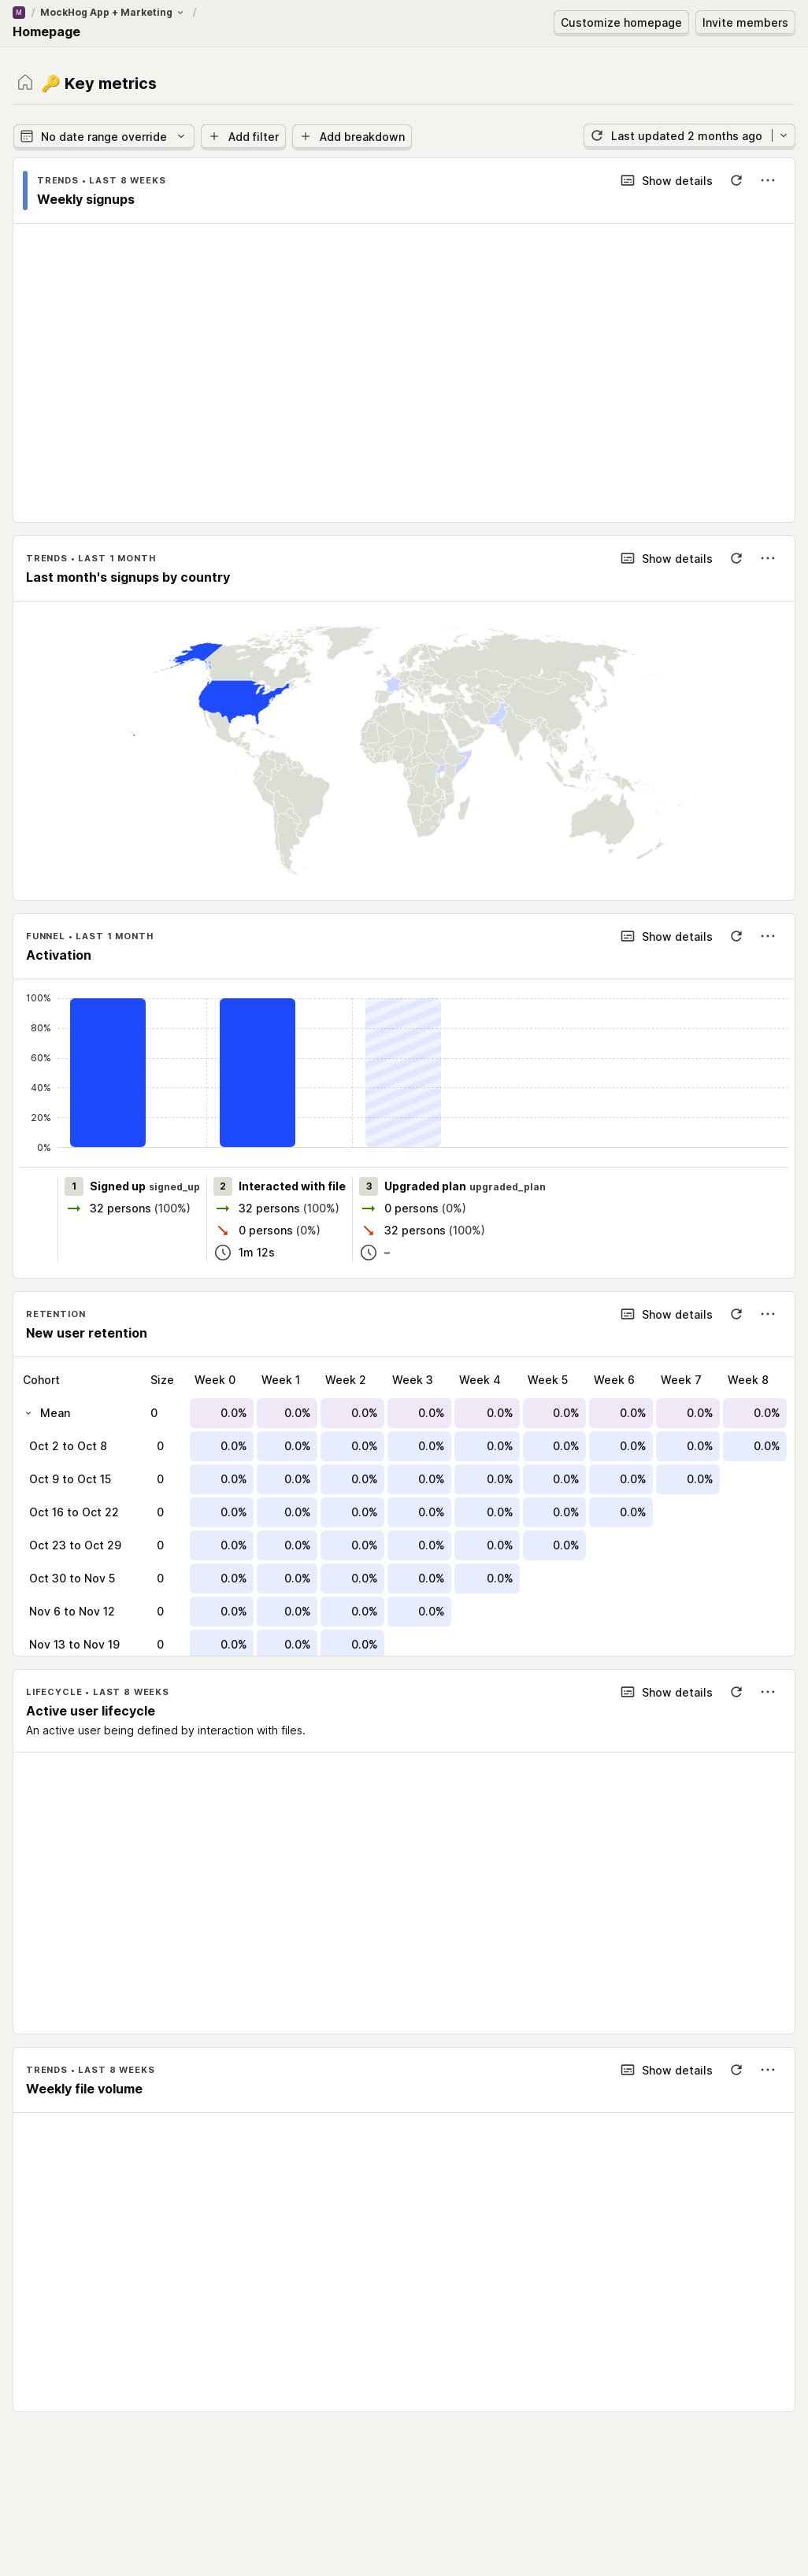 M / MockHog App + Marketing /
Homepage
Customize homepage
Invite members
🔑 Key metrics
No date range override
Add filter
Add breakdown
Last updated 2 months ago
TRENDS • LAST 8 WEEKS
Weekly signups
Show details
TRENDS • LAST 1 MONTH
Last month's signups by country
Show details
FUNNEL • LAST 1 MONTH
Activation
Show details
100%
80%
60%
40%
20%
0%
1 Signed up signed_up
32 persons (100%)
2 Interacted with file
32 persons (100%)
0 persons (0%)
1m 12s
3 Upgraded plan upgraded_plan
0 persons (0%)
32 persons (100%)
–
RETENTION
New user retention
Show details
Cohort Size Week 0 Week 1 Week 2 Week 3 Week 4 Week 5 Week 6 Week 7 Week 8
Mean 0 0.0% 0.0% 0.0% 0.0% 0.0% 0.0% 0.0% 0.0% 0.0%
Oct 2 to Oct 8 0 0.0% 0.0% 0.0% 0.0% 0.0% 0.0% 0.0% 0.0% 0.0%
Oct 9 to Oct 15 0 0.0% 0.0% 0.0% 0.0% 0.0% 0.0% 0.0% 0.0%
Oct 16 to Oct 22 0 0.0% 0.0% 0.0% 0.0% 0.0% 0.0% 0.0%
Oct 23 to Oct 29 0 0.0% 0.0% 0.0% 0.0% 0.0% 0.0%
Oct 30 to Nov 5 0 0.0% 0.0% 0.0% 0.0% 0.0%
Nov 6 to Nov 12 0 0.0% 0.0% 0.0% 0.0%
Nov 13 to Nov 19 0 0.0% 0.0% 0.0%
LIFECYCLE • LAST 8 WEEKS
Active user lifecycle
An active user being defined by interaction with files.
Show details
TRENDS • LAST 8 WEEKS
Weekly file volume
Show details